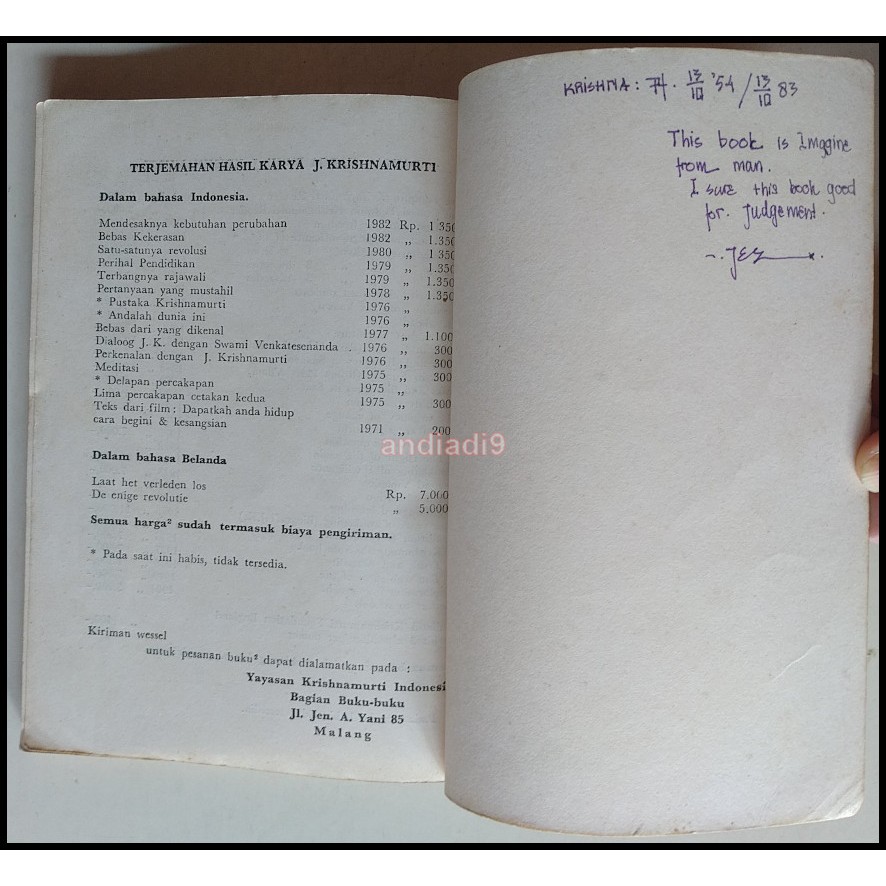 TERJEMAHAN HASIL KARYA J. KRISHNAMURTI
Dalam bahasa Indonesia.
Mendesaknya kebutuhan perubahan 1982 Rp. 1.350
Bebas Kekerasan 1982 „ 1.350
Satu-satunya revolusi 1980 „ 1.350
Perihal Pendidikan 1979 „ 1.350
Terbangnya rajawali 1979 „ 1.350
Pertanyaan yang mustahil 1978 „ 1.350
* Pustaka Krishnamurti 1976 „
* Andalah dunia ini 1976 „
Bebas dari yang dikenal 1977 „ 1.100
Dialoog J. K. dengan Swami Venkatesenanda . 1976 „ 300
Perkenalan dengan J. Krishnamurti 1976 „ 300
Meditasi 1975 „ 300
* Delapan percakapan 1975 „
Lima percakapan cetakan kedua 1975 „ 300
Teks dari film : Dapatkah anda hidup
cara begini & kesangsian 1971 „ 200
Dalam bahasa Belanda
Laat het verleden los Rp. 7.000
De enige revolutie „ 5.000
Semua harga² sudah termasuk biaya pengiriman.
* Pada saat ini habis, tidak tersedia.
Kiriman wessel
untuk pesanan buku² dapat dialamatkan pada :
Yayasan Krishnamurti Indonesi
Bagian Buku-buku
Jl. Jen. A. Yani 85
Malang
KRISHNA: 13/10 '54 / 13/10 83
This book is Imagine
from man.
I sure this book good
for. Judgement.
andiadi9